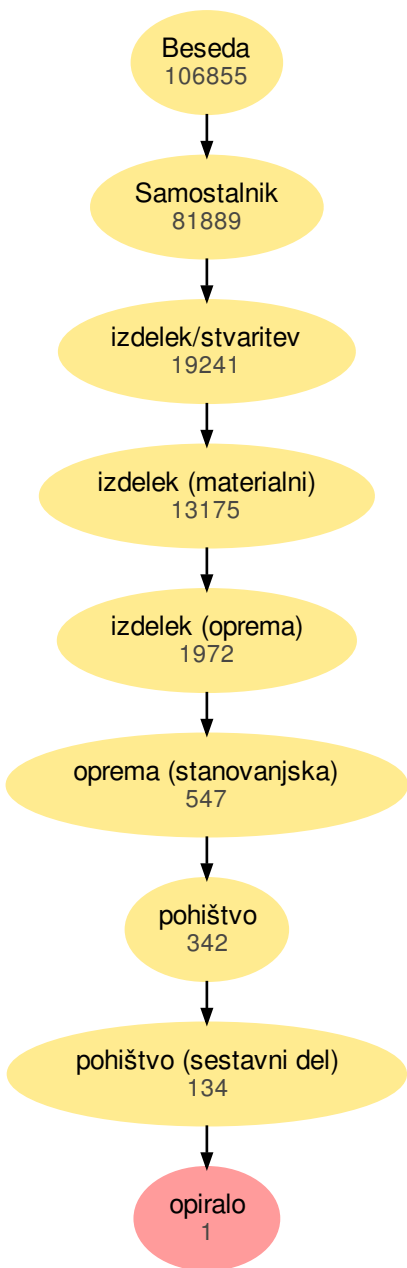 Beseda
106855
Samostalnik
81889
izdelek/stvaritev
19241
izdelek (materialni)
13175
izdelek (oprema)
1972
oprema (stanovanjska)
547
pohištvo
342
pohištvo (sestavni del)
134
opiralo
1